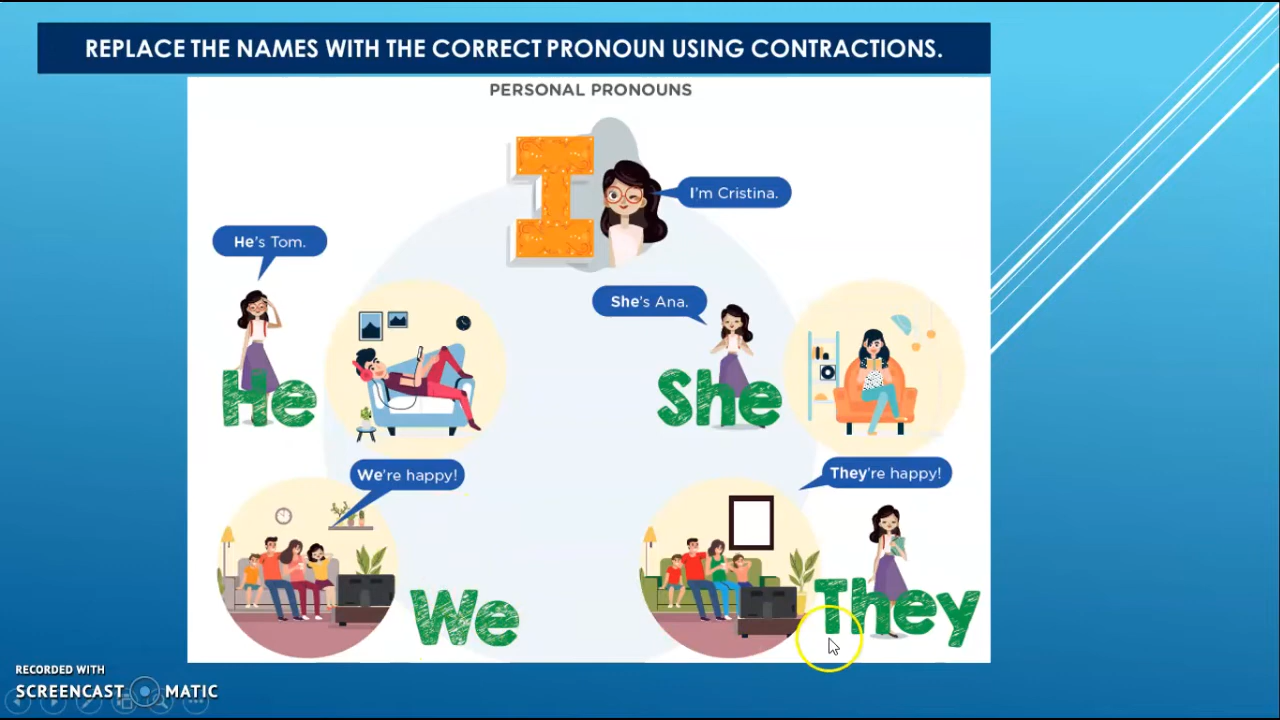 REPLACE THE NAMES WITH THE CORRECT PRONOUN USING CONTRACTIONS.
PERSONAL PRONOUNS
I
I'm Cristina.
He's Tom.
He
She's Ana.
She
We're happy!
We
They're happy!
They
RECORDED WITH
SCREENCAST MATIC